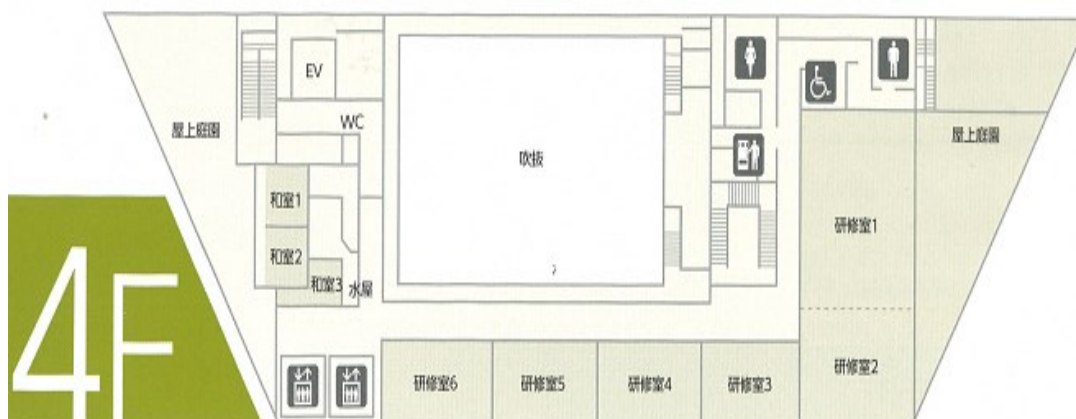 EV
WC
屋上庭園
吹抜
屋上庭園
和室1
和室2
和室3
水屋
研修室1
研修室2
研修室6
研修室5
研修室4
研修室3
4F